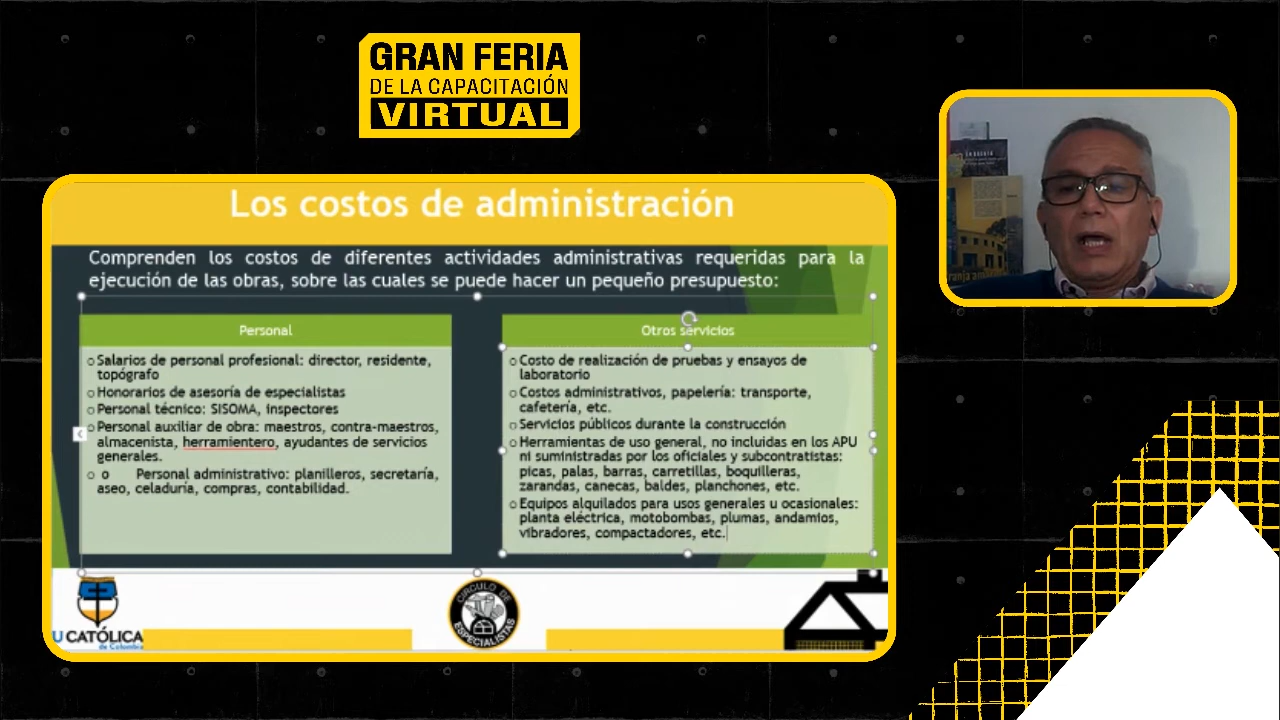 GRAN FERIA
DE LA CAPACITACIÓN
VIRTUAL
Los costos de administración
Comprenden los costos de diferentes actividades administrativas requeridas para la
ejecución de las obras, sobre las cuales se puede hacer un pequeño presupuesto:
Personal
o Salarios de personal profesional: director, residente,
topógrafo
o Honorarios de asesoría de especialistas
o Personal técnico: SISOMA, inspectores
o Personal auxiliar de obra: maestros, contra-maestros,
almacenista, herramientero, ayudantes de servicios
generales.
o o Personal administrativo: planilleros, secretaría,
aseo, celaduría, compras, contabilidad.
Otros servicios
o Costo de realización de pruebas y ensayos de
laboratorio
o Costos administrativos, papelería: transporte,
cafetería, etc.
o Servicios públicos durante la construcción
o Herramientas de uso general, no incluidas en los APU
ni suministradas por los oficiales y subcontratistas:
picas, palas, barras, carretillas, boquilleras,
zarandas, canecas, baldes, planchones, etc.
o Equipos alquilados para usos generales u ocasionales:
planta eléctrica, motobombas, plumas, andamios,
vibradores, compactadores, etc.
U CATÓLICA
de Colombia
CÍRCULO DE
ESPECIALISTAS